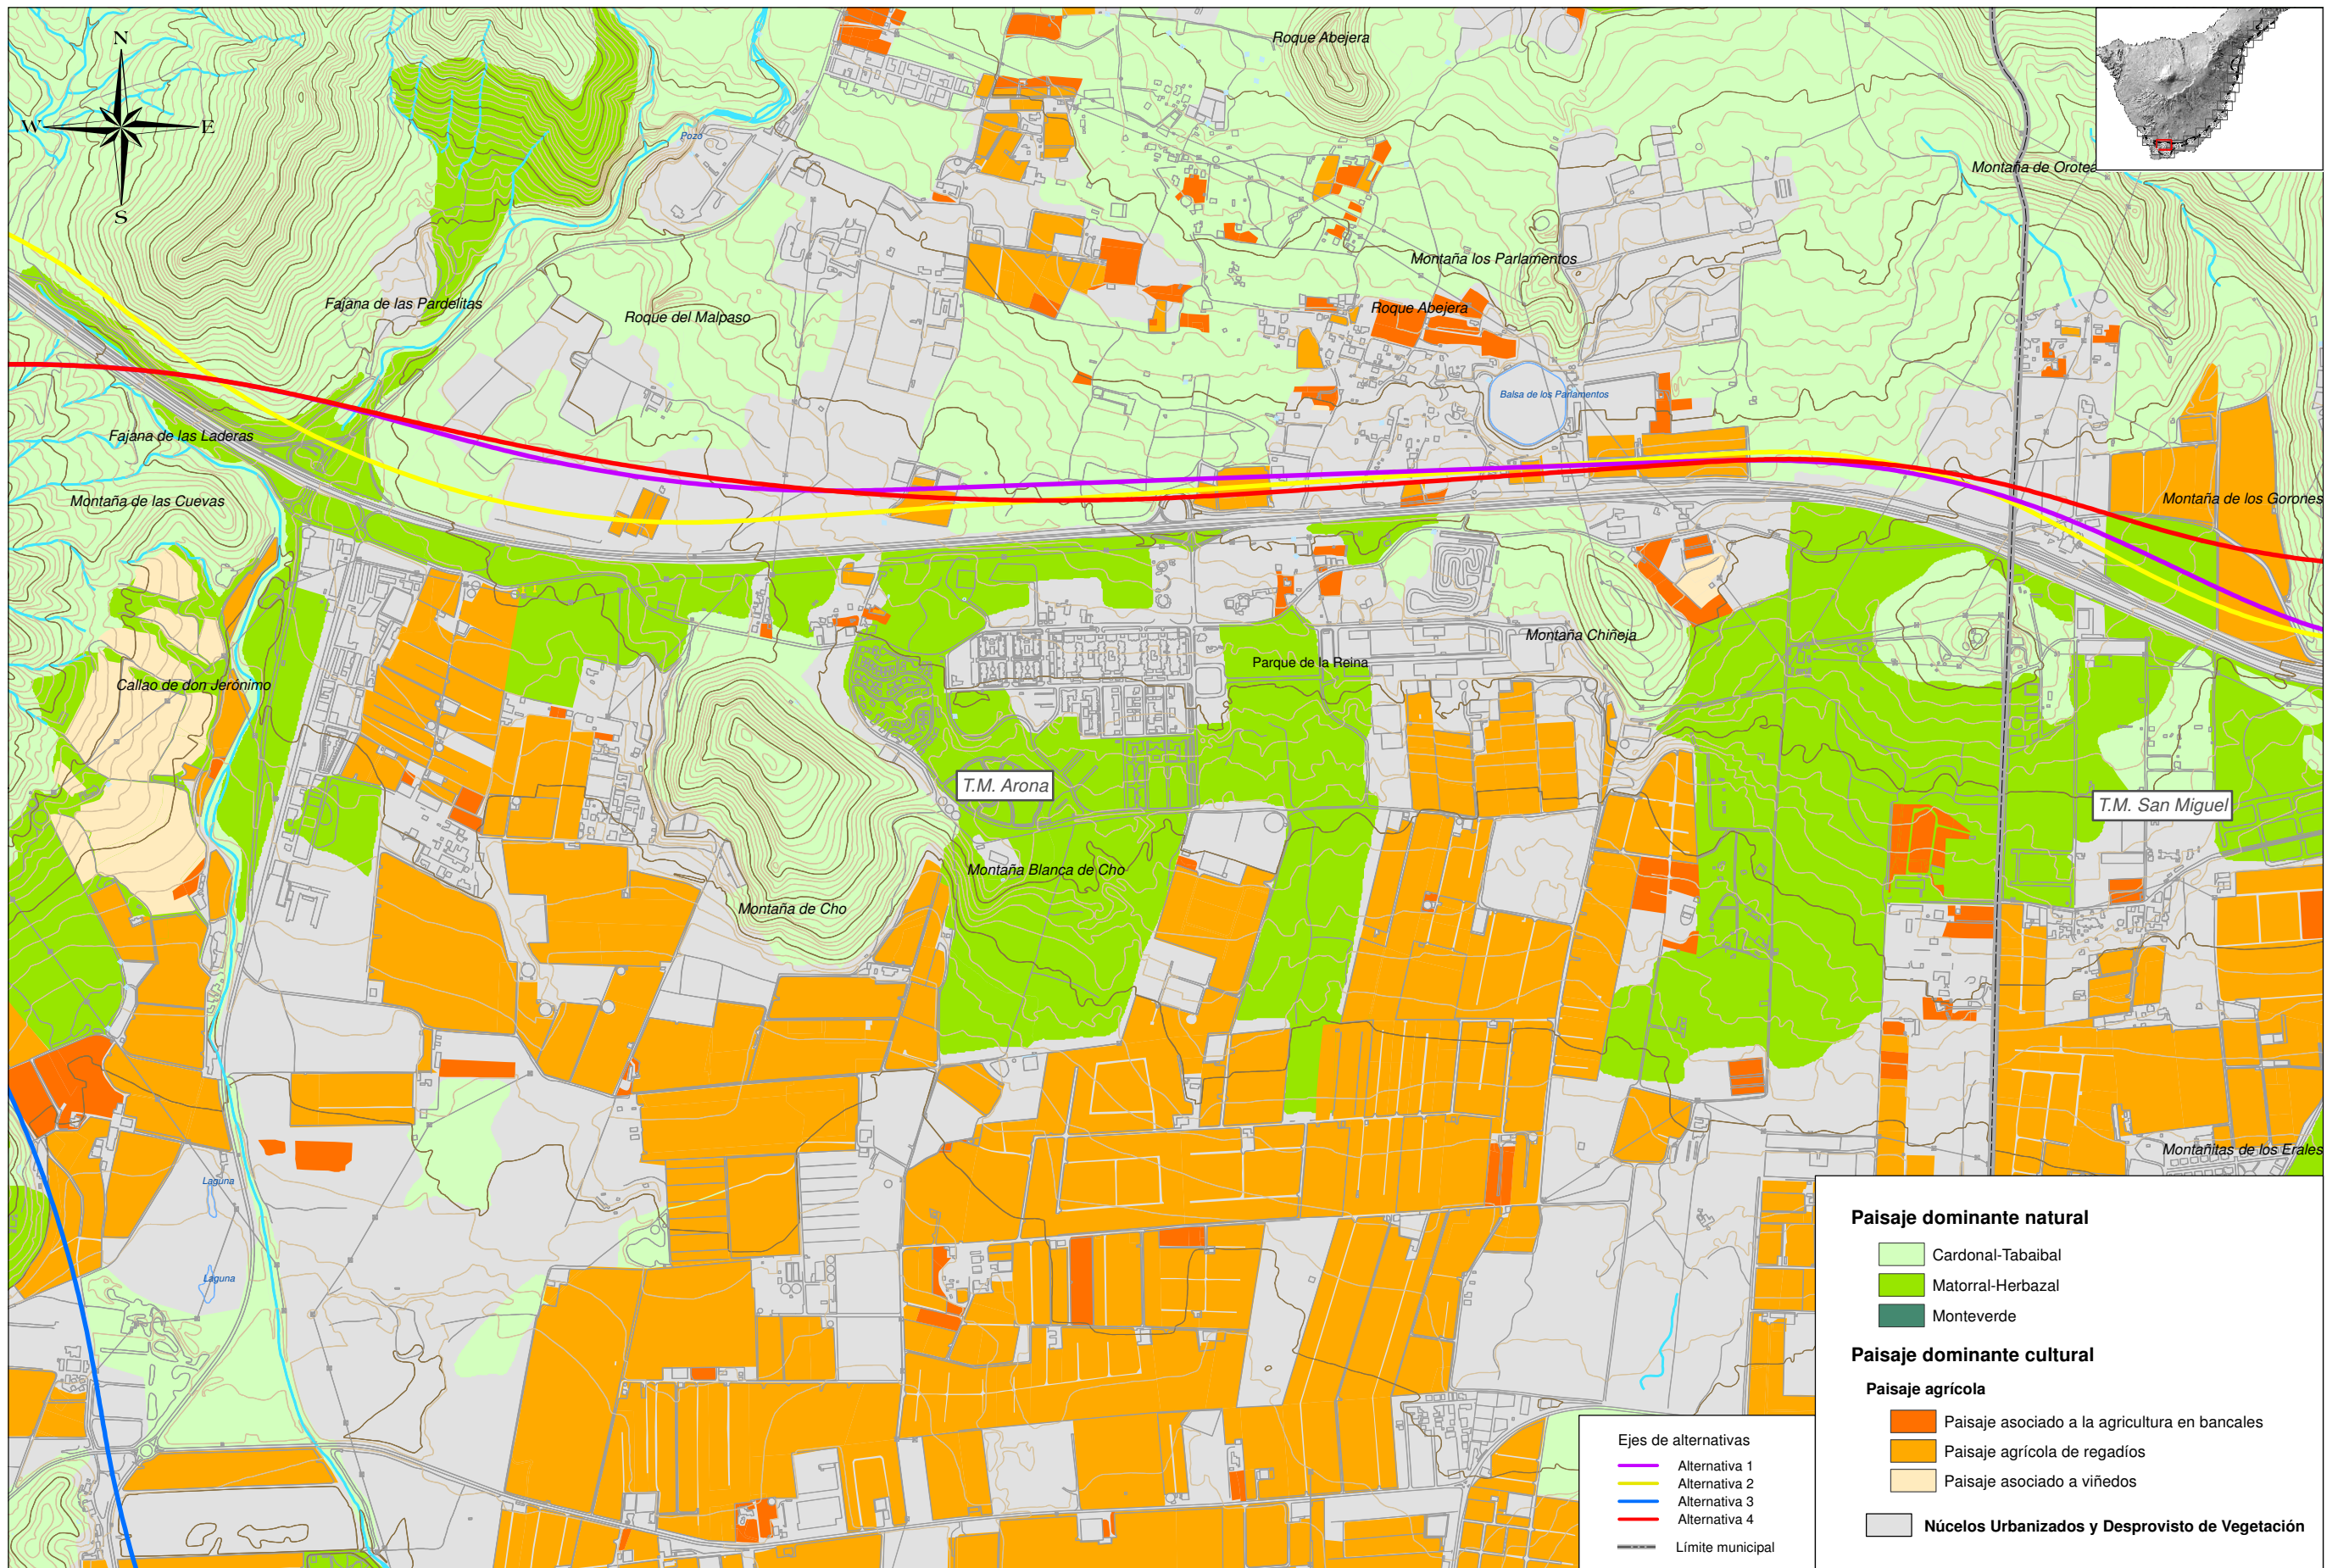 N
W
E
S
Roque Abejera
Pozo
Montaña de Orotea
Montaña los Parlamentos
Fajana de las Pardelitas
Roque del Malpaso
Roque Abejera
Balsa de los Parlamentos
Fajana de las Laderas
Montaña de las Cuevas
Montaña de los Gorones
Montaña Chiñeja
Parque de la Reina
Callao de don Jerónimo
T.M. Arona
T.M. San Miguel
Montaña Blanca de Cho
Montaña de Cho
Montañitas de los Erales
Laguna
Laguna
Paisaje dominante natural
Cardonal-Tabaibal
Matorral-Herbazal
Monteverde
Paisaje dominante cultural
Paisaje agrícola
Paisaje asociado a la agricultura en bancales
Paisaje agrícola de regadíos
Paisaje asociado a viñedos
Núcelos Urbanizados y Desprovisto de Vegetación
Ejes de alternativas
Alternativa 1
Alternativa 2
Alternativa 3
Alternativa 4
Límite municipal